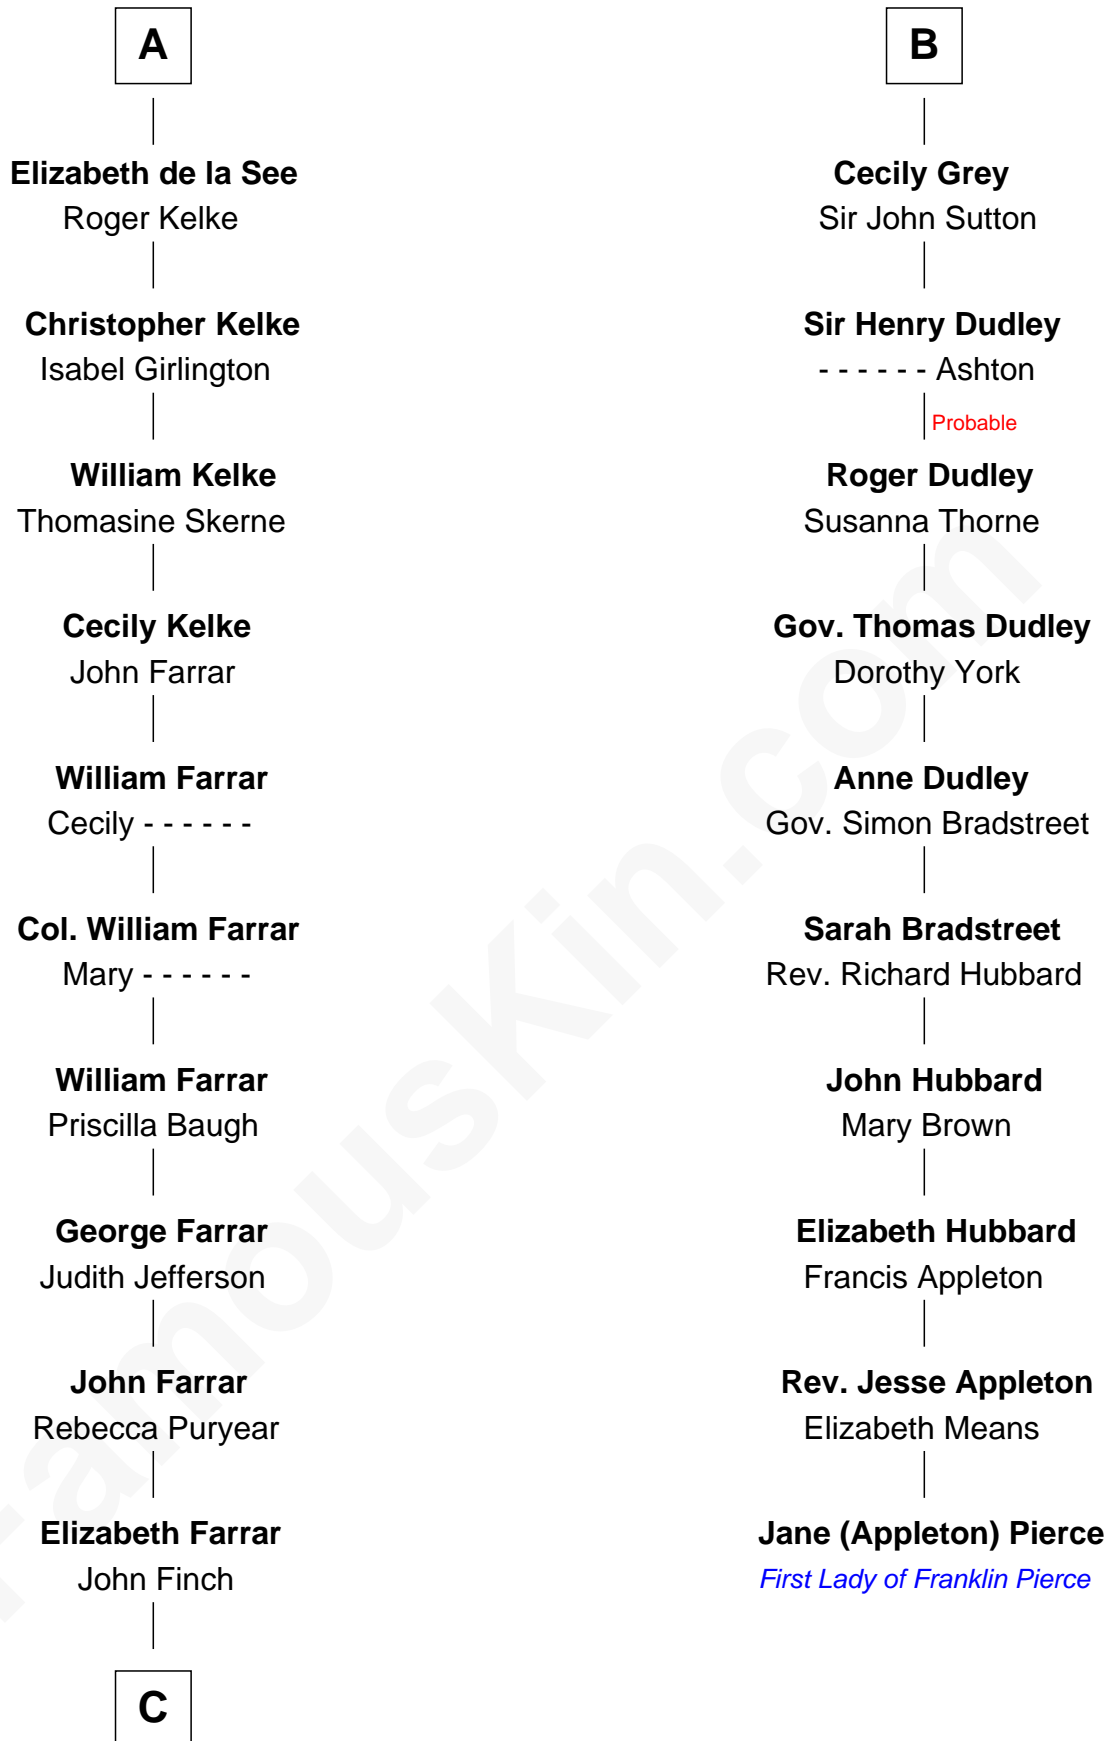 A
Elizabeth de la See
Roger Kelke
Christopher Kelke
Isabel Girlington
William Kelke
Thomasine Skerne
Cecily Kelke
John Farrar
William Farrar
Cecily - - - - - -
Col. William Farrar
Mary - - - - - -
William Farrar
Priscilla Baugh
George Farrar
Judith Jefferson
John Farrar
Rebecca Puryear
Elizabeth Farrar
John Finch
C
B
Cecily Grey
Sir John Sutton
Sir Henry Dudley
- - - - - - Ashton
Probable
Roger Dudley
Susanna Thorne
Gov. Thomas Dudley
Dorothy York
Anne Dudley
Gov. Simon Bradstreet
Sarah Bradstreet
Rev. Richard Hubbard
John Hubbard
Mary Brown
Elizabeth Hubbard
Francis Appleton
Rev. Jesse Appleton
Elizabeth Means
Jane (Appleton) Pierce
First Lady of Franklin Pierce
FamousKin.com